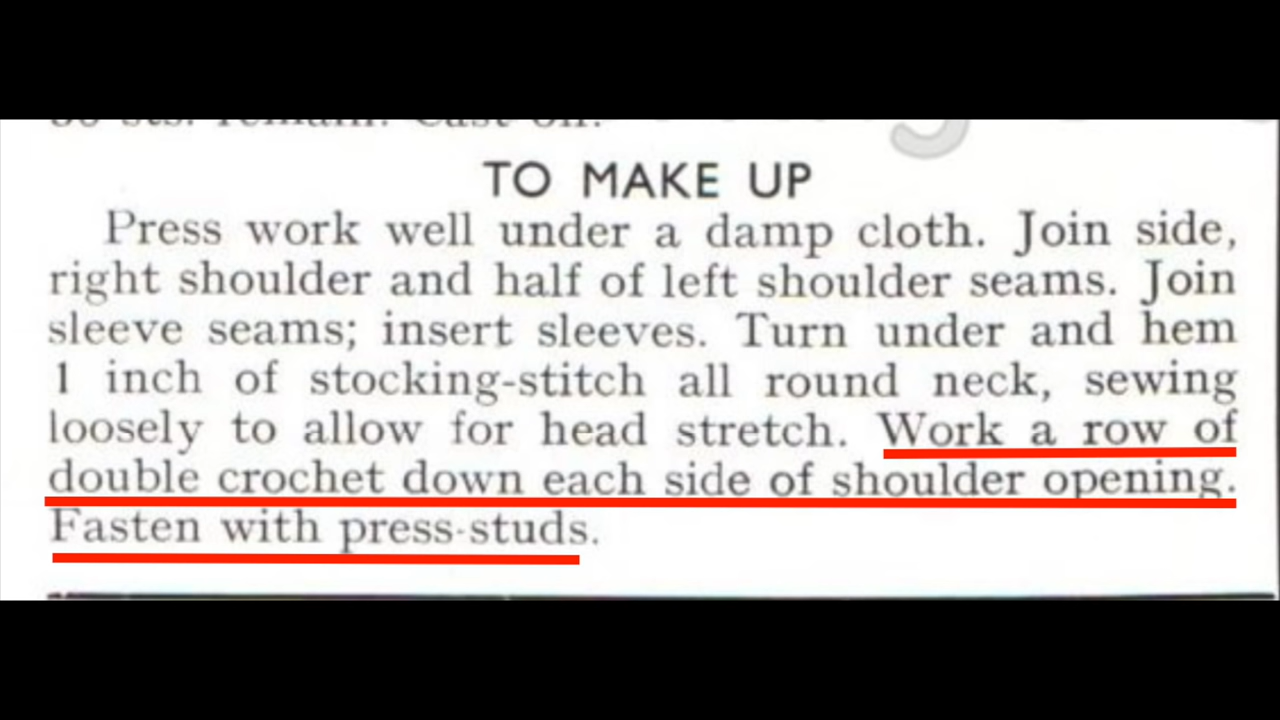 TO MAKE UP
Press work well under a damp cloth. Join side,
right shoulder and half of left shoulder seams. Join
sleeve seams; insert sleeves. Turn under and hem
1 inch of stocking-stitch all round neck, sewing
loosely to allow for head stretch. Work a row of
double crochet down each side of shoulder opening.
Fasten with press-studs.